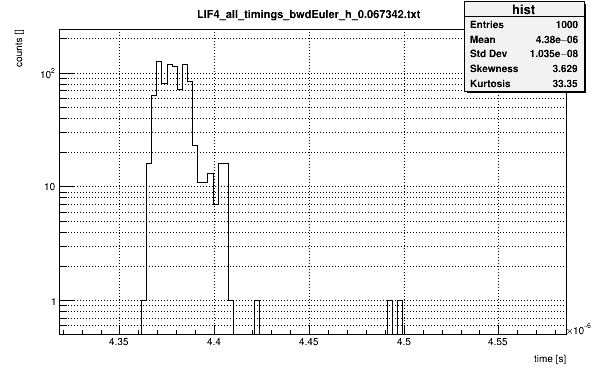 LIF4_all_timings_bwdEuler_h_0.067342.txt
hist
Entries 1000
Mean 4.38e−06
Std Dev 1.035e−08
Skewness 3.629
Kurtosis 33.35
counts []
10²
10
1
4.35 4.4 4.45 4.5 4.55
×10⁻⁶
time [s]